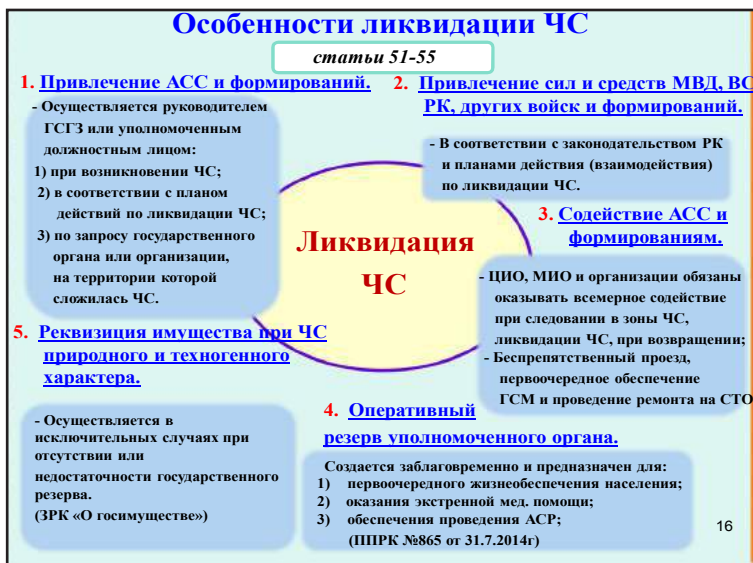 Особенности ликвидации ЧС
статьи 51-55
1. Привлечение АСС и формирований.
- Осуществляется руководителем
ГСГЗ или уполномоченным
должностным лицом:
1) при возникновении ЧС;
2) в соответствии с планом
действий по ликвидации ЧС;
3) по запросу государственного
органа или организации,
на территории которой
сложилась ЧС.
2. Привлечение сил и средств МВД, ВС
РК, других войск и формирований.
- В соответствии с законодательством РК
и планами действия (взаимодействия)
по ликвидации ЧС.
Ликвидация
ЧС
3. Содействие АСС и
формированиям.
- ЦИО, МИО и организации обязаны
оказывать всемерное содействие
при следовании в зоны ЧС,
ликвидации ЧС, при возвращении;
- Беспрепятственный проезд,
первоочередное обеспечение
ГСМ и проведение ремонта на СТО
5. Реквизиция имущества при ЧС
природного и техногенного
характера.
- Осуществляется в
исключительных случаях при
отсутствии или
недостаточности государственного
резерва.
(ЗРК «О госимуществе»)
4. Оперативный
резерв уполномоченного органа.
Создается заблаговременно и предназначен для:
1) первоочередного жизнеобеспечения населения;
2) оказания экстренной мед. помощи;
3) обеспечения проведения АСР;
(ППРК №865 от 31.7.2014г)
16